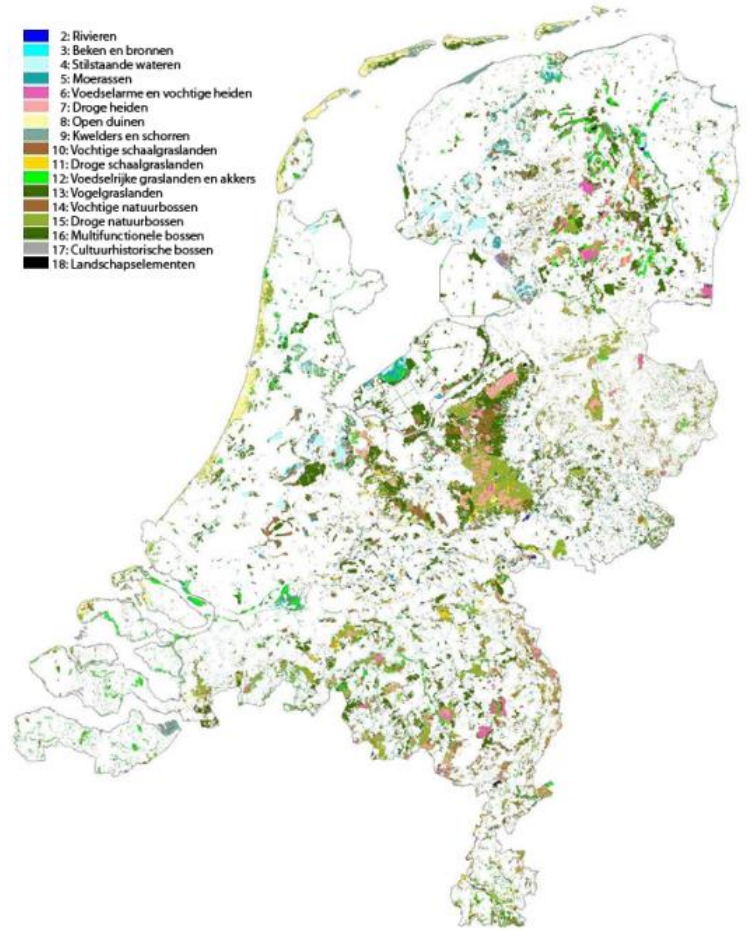 2: Rivieren
3: Beken en bronnen
4: Stilstaande wateren
5: Moerassen
6: Voedselarme en vochtige heiden
7: Droge heiden
8: Open duinen
9: Kwelders en schorren
10: Vochtige schaalgraslanden
11: Droge schaalgraslanden
12: Voedselrijke graslanden en akkers
13: Vogelgraslanden
14: Vochtige natuurbossen
15: Droge natuurbossen
16: Multifunctionele bossen
17: Cultuurhistorische bossen
18: Landschapselementen